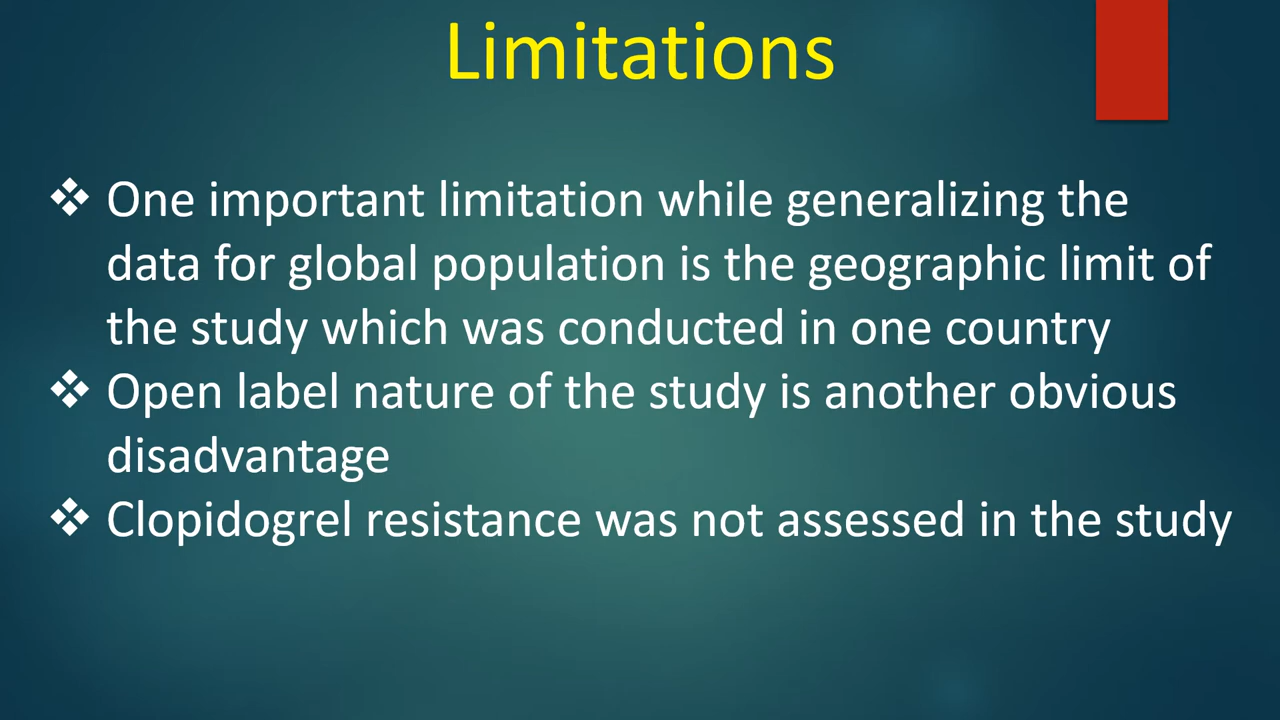 Limitations
❖ One important limitation while generalizing the
data for global population is the geographic limit of
the study which was conducted in one country
❖ Open label nature of the study is another obvious
disadvantage
❖ Clopidogrel resistance was not assessed in the study